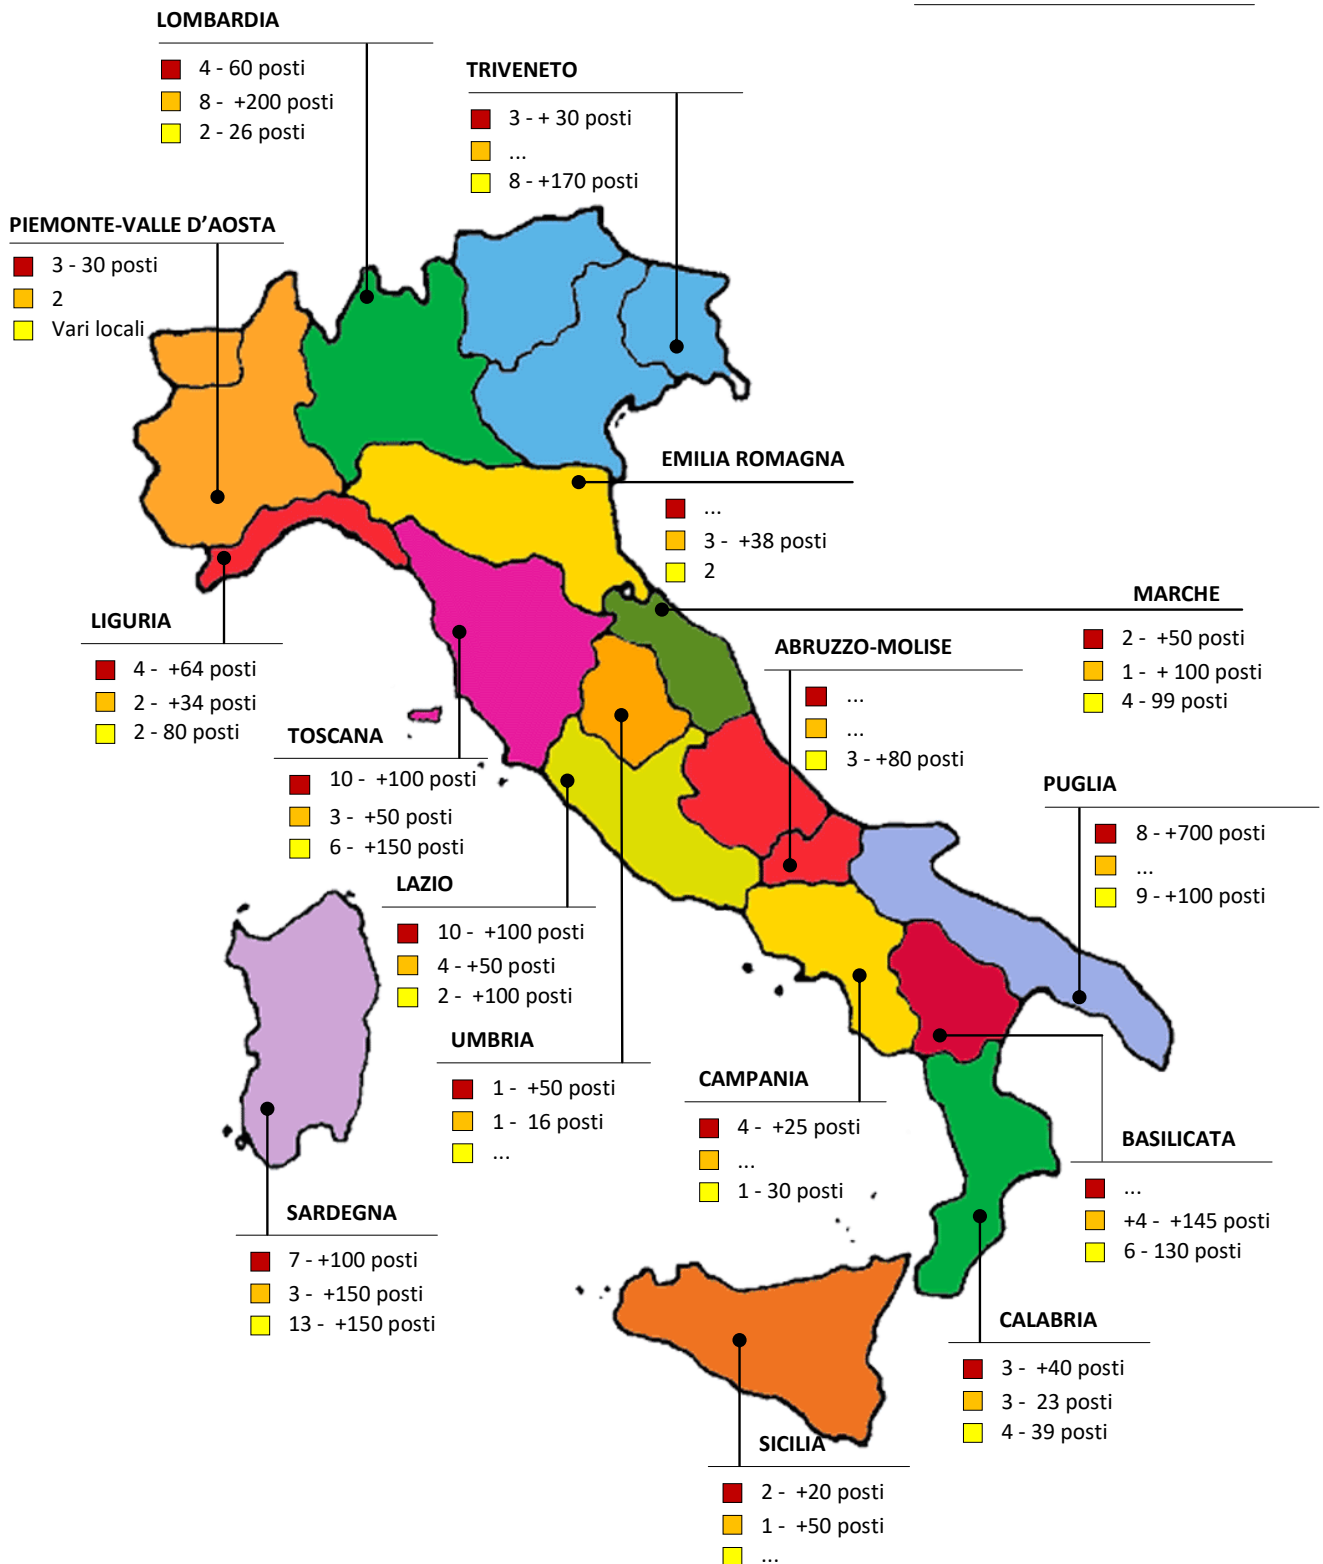 LOMBARDIA
4 - 60 posti
8 - +200 posti
2 - 26 posti
TRIVENETO
3 - + 30 posti
...
8 - +170 posti
PIEMONTE-VALLE D’AOSTA
3 - 30 posti
2
Vari locali
EMILIA ROMAGNA
...
3 - +38 posti
2
MARCHE
2 - +50 posti
1 - + 100 posti
4 - 99 posti
LIGURIA
4 - +64 posti
2 - +34 posti
2 - 80 posti
ABRUZZO-MOLISE
...
...
3 - +80 posti
TOSCANA
10 - +100 posti
3 - +50 posti
6 - +150 posti
PUGLIA
8 - +700 posti
...
9 - +100 posti
LAZIO
10 - +100 posti
4 - +50 posti
2 - +100 posti
UMBRIA
1 - +50 posti
1 - 16 posti
...
CAMPANIA
4 - +25 posti
...
1 - 30 posti
BASILICATA
...
+4 - +145 posti
6 - 130 posti
SARDEGNA
7 - +100 posti
3 - +150 posti
13 - +150 posti
CALABRIA
3 - +40 posti
3 - 23 posti
4 - 39 posti
SICILIA
2 - +20 posti
1 - +50 posti
...